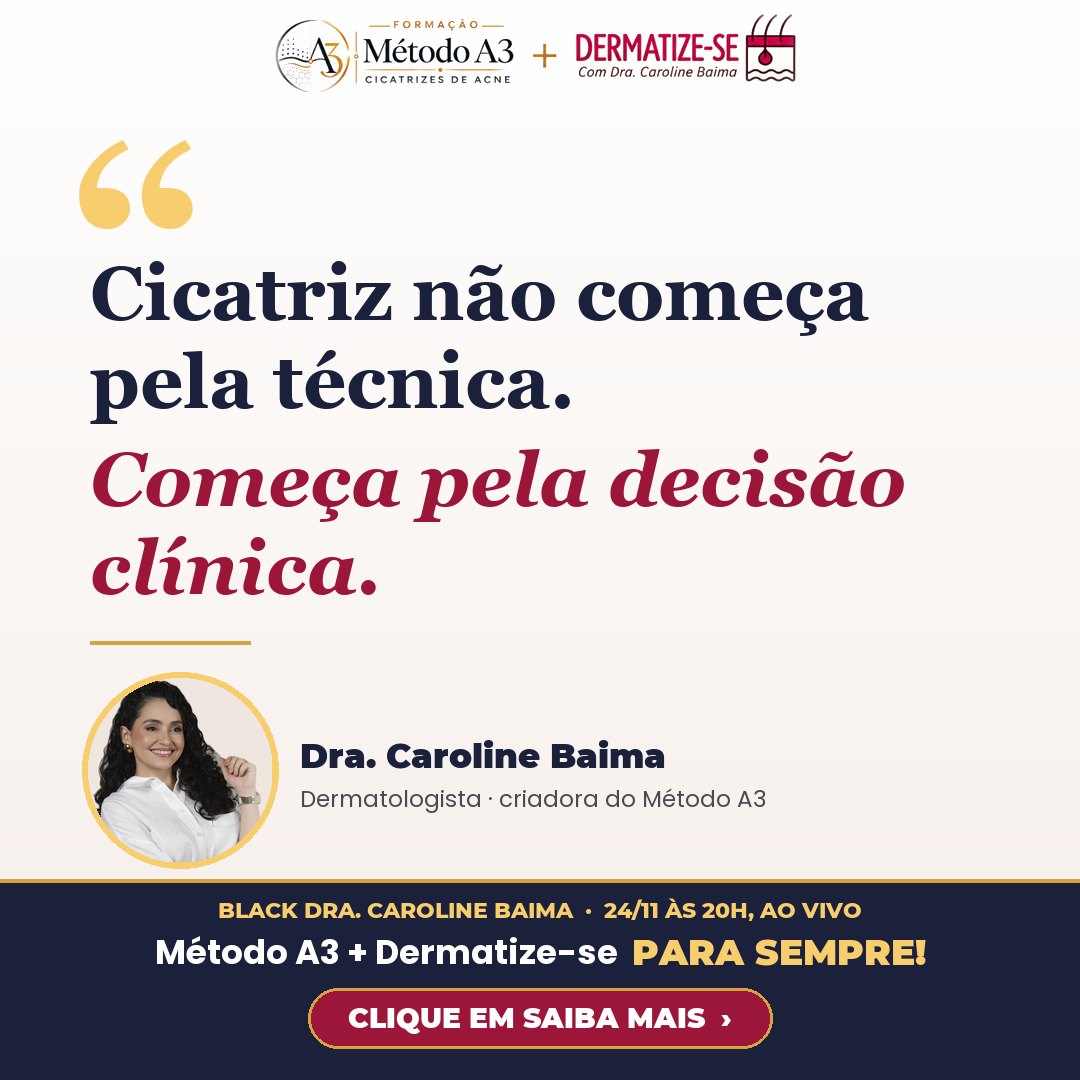 FORMAÇÃO
A3 Método A3 + DERMATIZE-SE
CICATRIZES DE ACNE Com Dra. Caroline Baima
“
Cicatriz não começa
pela técnica.
Começa pela decisão
clínica.
Dra. Caroline Baima
Dermatologista · criadora do Método A3
BLACK DRA. CAROLINE BAIMA · 24/11 ÀS 20H, AO VIVO
Método A3 + Dermatize-se PARA SEMPRE!
CLIQUE EM SAIBA MAIS ›